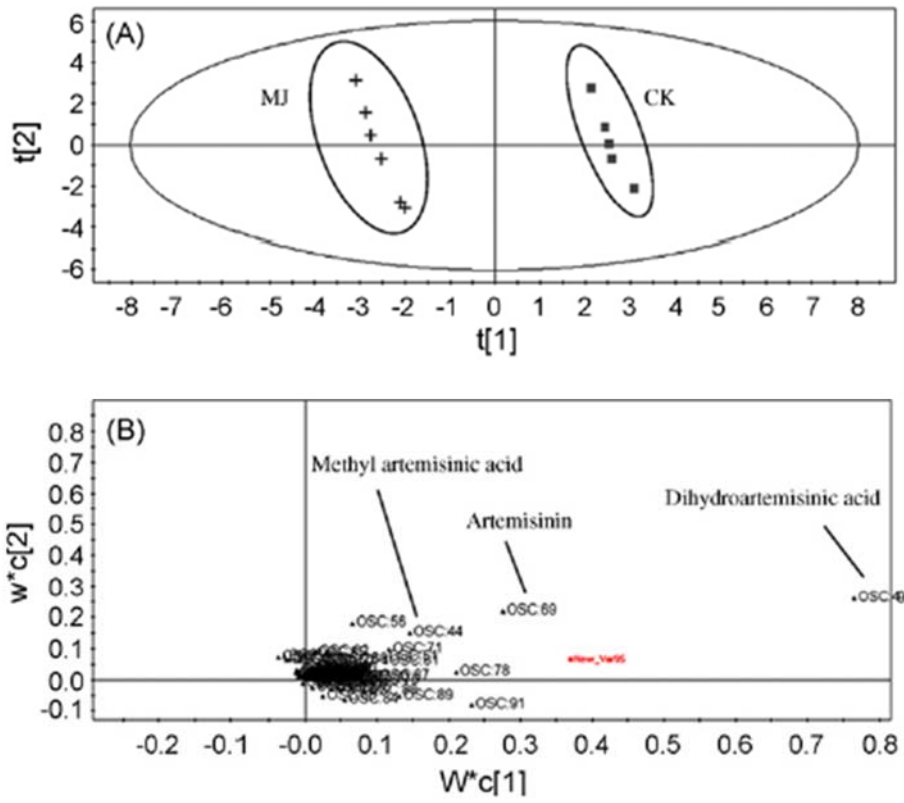 (A)
MJ
CK
6
4
2
0
-2
-4
-6
t[2]
-8 -7 -6 -5 -4 -3 -2 -1 0 1 2 3 4 5 6 7 8
t[1]
(B)
Methyl artemisinic acid
Artemisinin
Dihydroartemisinic acid
0.8
0.7
0.6
0.5
0.4
0.3
0.2
0.1
0.0
-0.1
w*c[2]
OSC:49
OSC:69
OSC:56
OSC:44
OSC:71
New_Var95
OSC:78
OSC:89
OSC:91
-0.2 -0.1 -0.0 0.1 0.2 0.3 0.4 0.5 0.6 0.7 0.8
W*c[1]